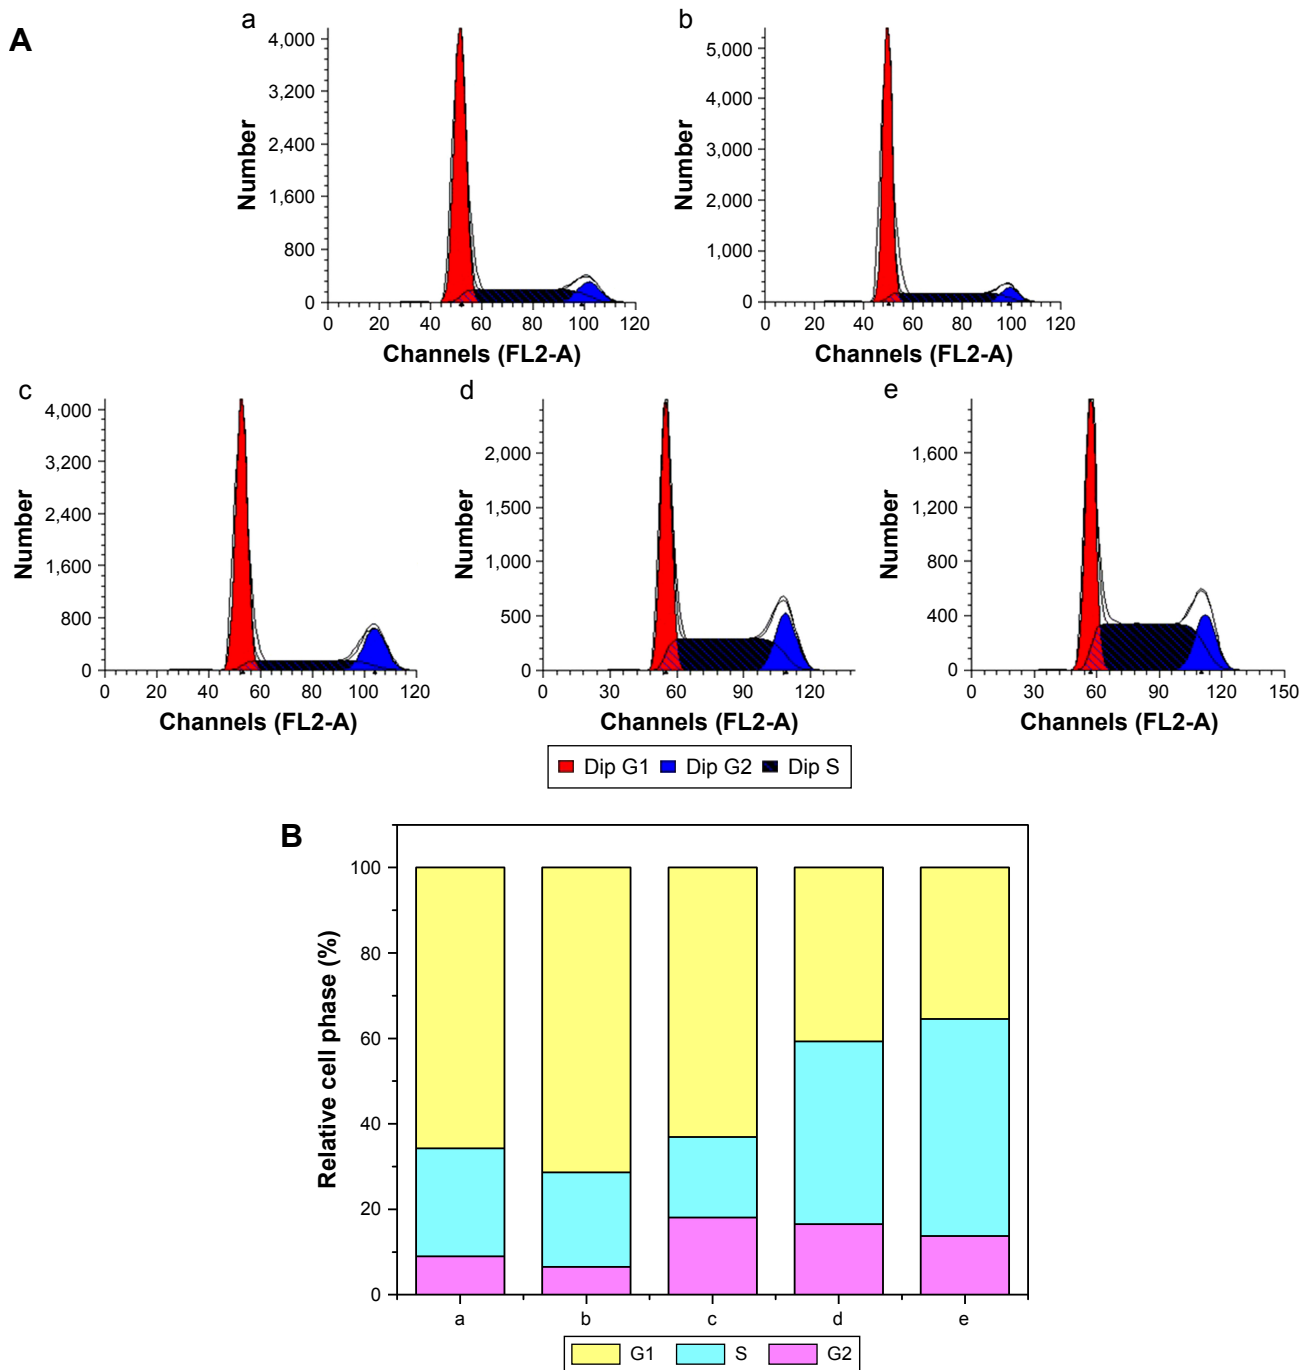 A
a
4,000
3,200
2,400
1,600
800
0
Number
0 20 40 60 80 100 120
Channels (FL2-A)
b
5,000
4,000
3,000
2,000
1,000
0
Number
0 20 40 60 80 100 120
Channels (FL2-A)
c
4,000
3,200
2,400
1,600
800
0
Number
0 20 40 60 80 100 120
Channels (FL2-A)
d
2,000
1,500
1,000
500
0
Number
0 30 60 90 120
Channels (FL2-A)
e
1,600
1,200
800
400
0
Number
0 30 60 90 120 150
Channels (FL2-A)
Dip G1 Dip G2 Dip S
B
100
80
60
40
20
0
Relative cell phase (%)
a b c d e
G1 S G2